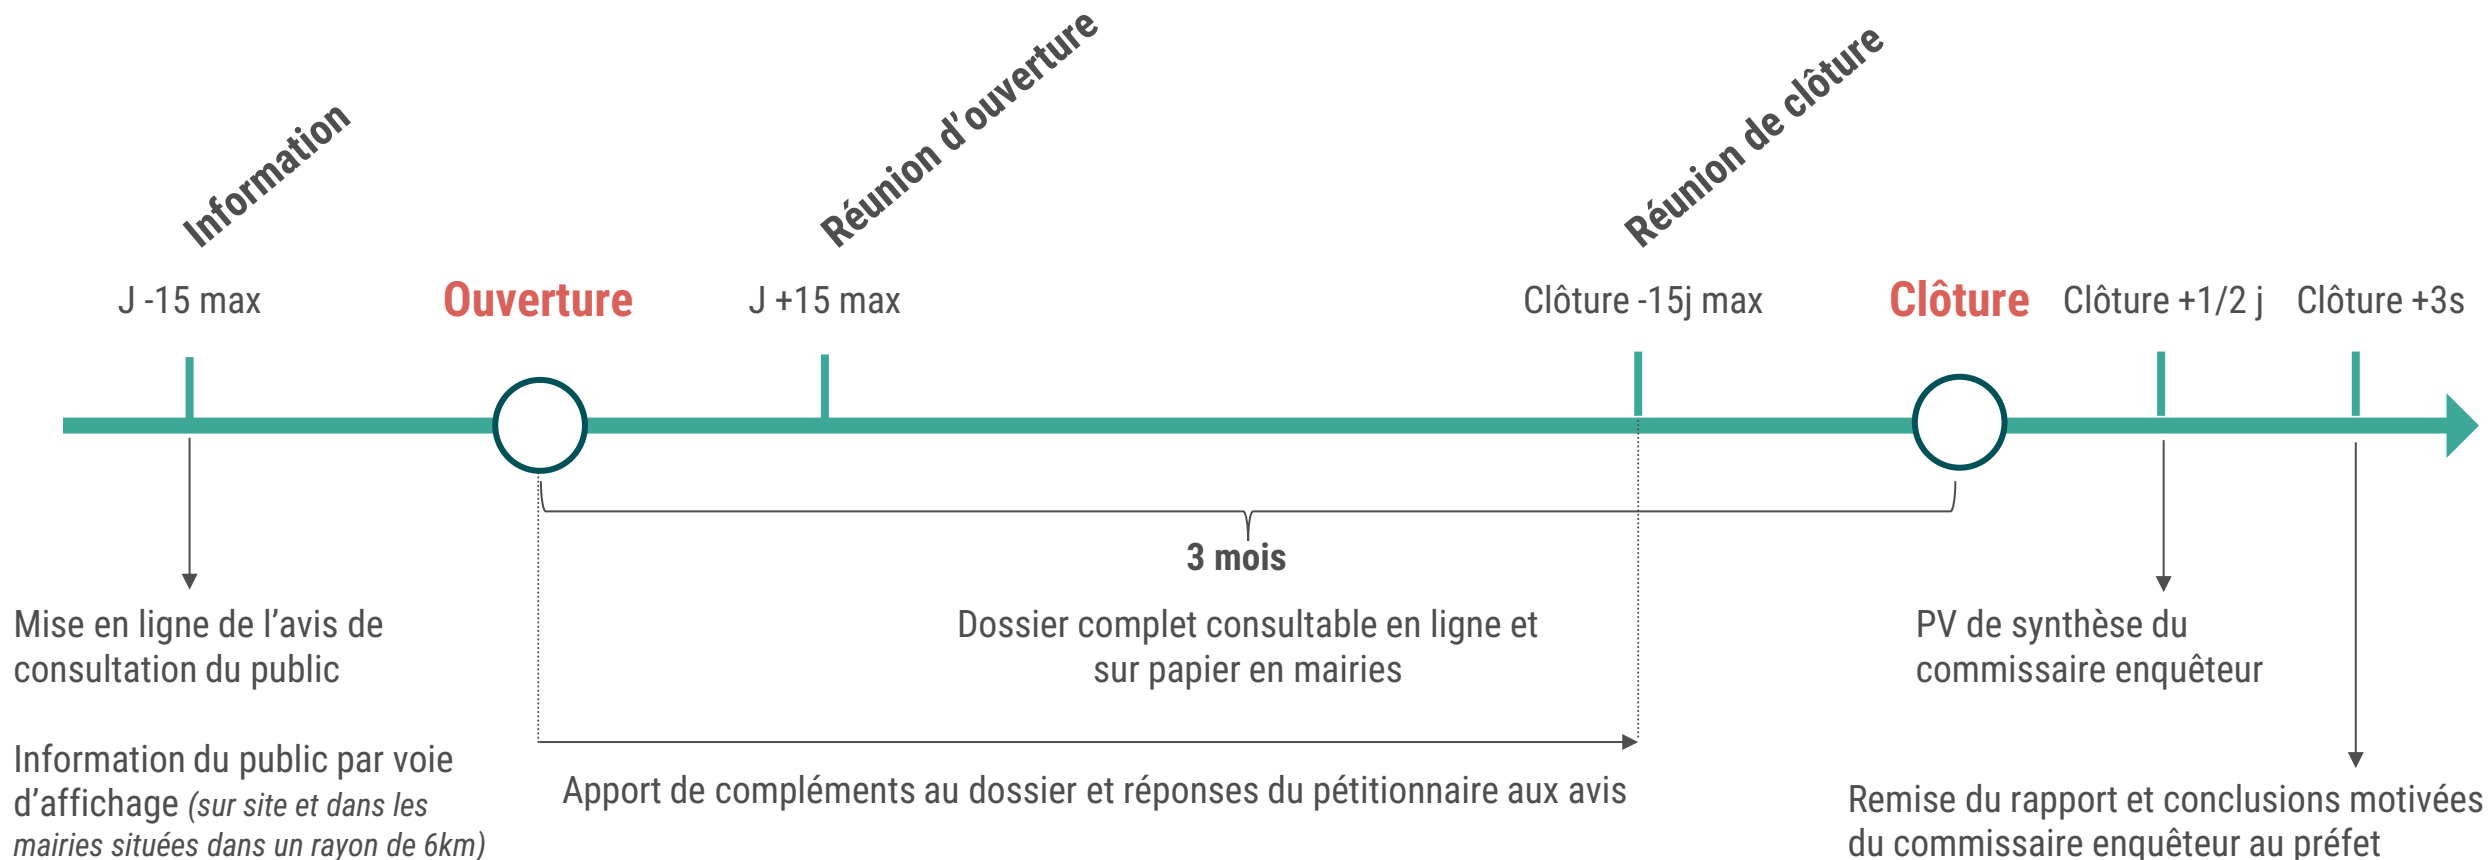 Information
Réunion d’ouverture
Réunion de clôture
J -15 max
Ouverture
J +15 max
Clôture -15j max
Clôture
Clôture +1/2 j
Clôture +3s
3 mois
Mise en ligne de l’avis de
consultation du public
Information du public par voie
d’affichage (sur site et dans les
mairies situées dans un rayon de 6km)
Dossier complet consultable en ligne et
sur papier en mairies
Apport de compléments au dossier et réponses du pétitionnaire aux avis
PV de synthèse du
commissaire enquêteur
Remise du rapport et conclusions motivées
du commissaire enquêteur au préfet